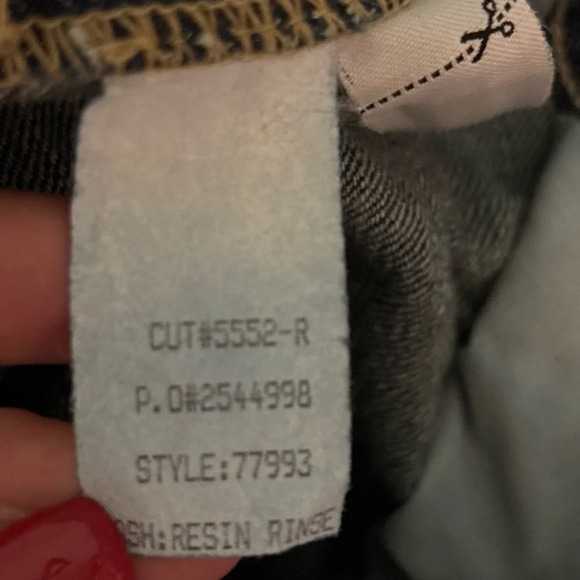 CUT#5552-R
P.O#2544998
STYLE:77993
SH:RESIN RINSE